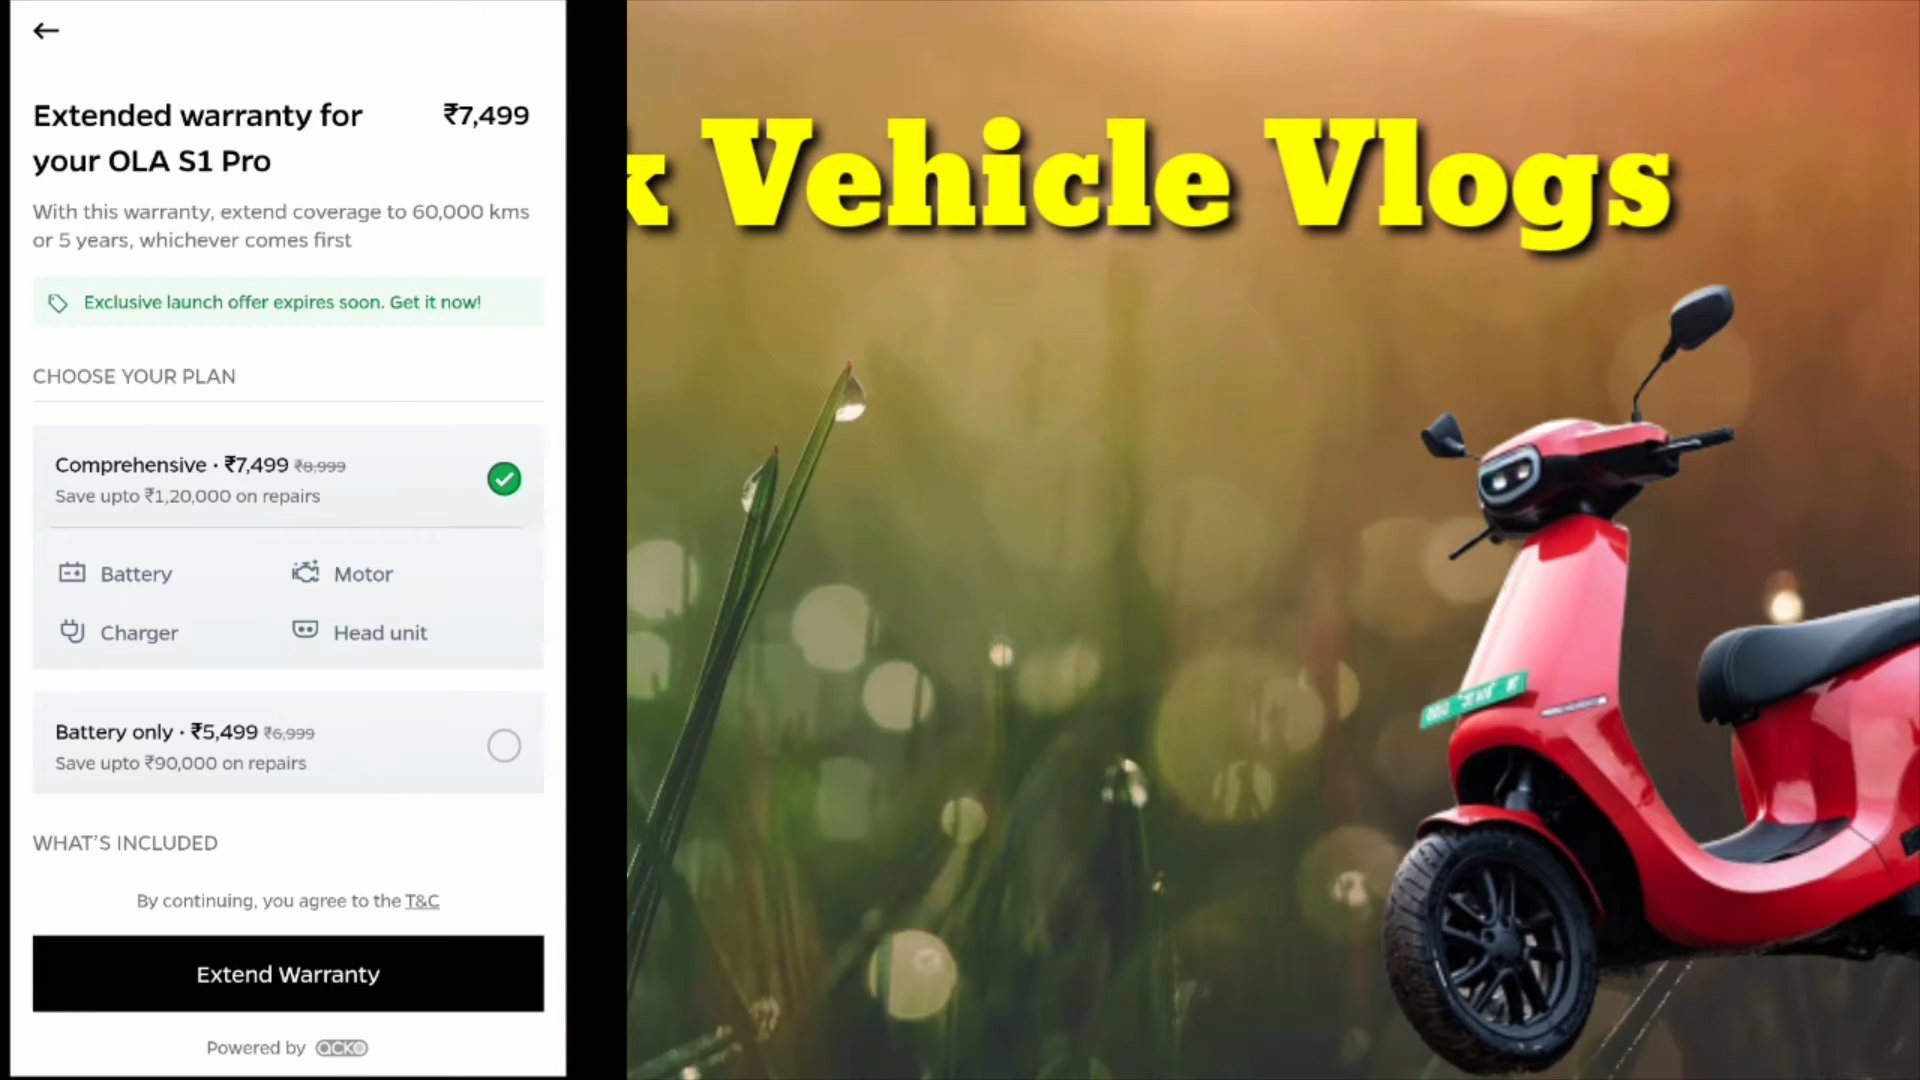 Extended warranty for
your OLA S1 Pro
₹7,499
With this warranty, extend coverage to 60,000 kms
or 5 years, whichever comes first
Exclusive launch offer expires soon. Get it now!
CHOOSE YOUR PLAN
Comprehensive · ₹7,499 ₹8,999
Save upto ₹1,20,000 on repairs
Battery
Motor
Charger
Head unit
Battery only · ₹5,499 ₹6,999
Save upto ₹90,000 on repairs
WHAT'S INCLUDED
By continuing, you agree to the T&C
Extend Warranty
Powered by acko
k Vehicle Vlogs